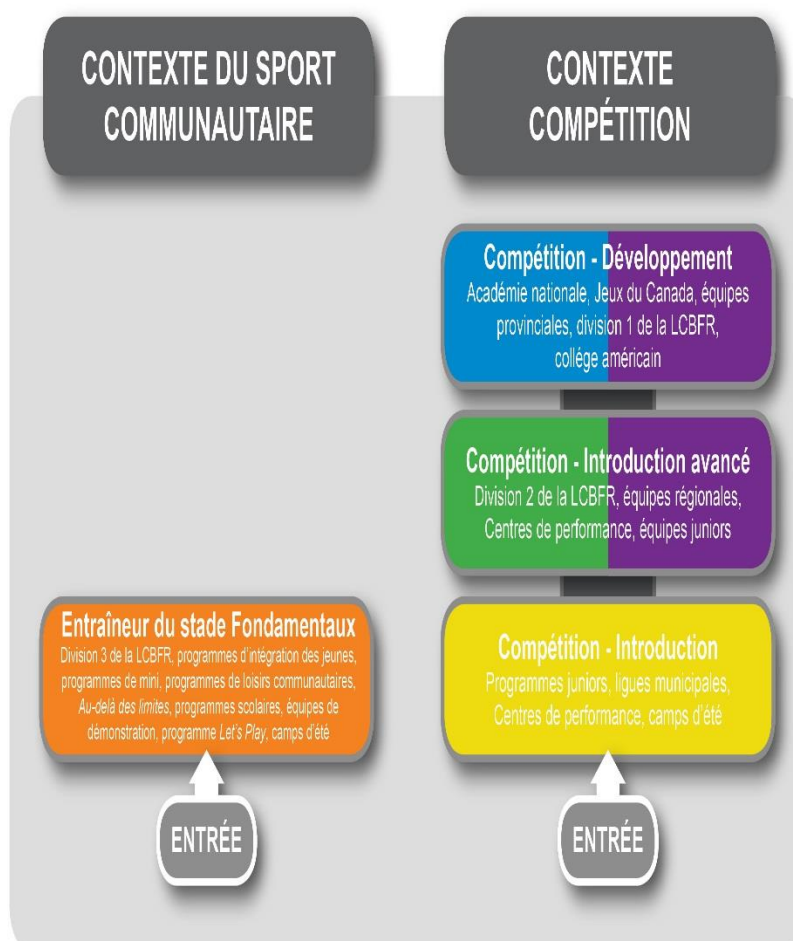 CONTEXTE DU SPORT
COMMUNAUTAIRE
CONTEXTE
COMPÉTITION
Compétition - Développement
Académie nationale, Jeux du Canada, équipes
provinciales, division 1 de la LCBFR,
collège américain
Compétition - Introduction avancé
Division 2 de la LCBFR, équipes régionales,
Centres de performance, équipes juniors
Entraîneur du stade Fondamentaux
Division 3 de la LCBFR, programmes d'intégration des jeunes,
programmes de mini, programmes de loisirs communautaires,
Au-delà des limites, programmes scolaires, équipes de
démonstration, programme Let's Play, camps d'été
Compétition - Introduction
Programmes juniors, ligues municipales,
Centres de performance, camps d'été
ENTRÉE
ENTRÉE